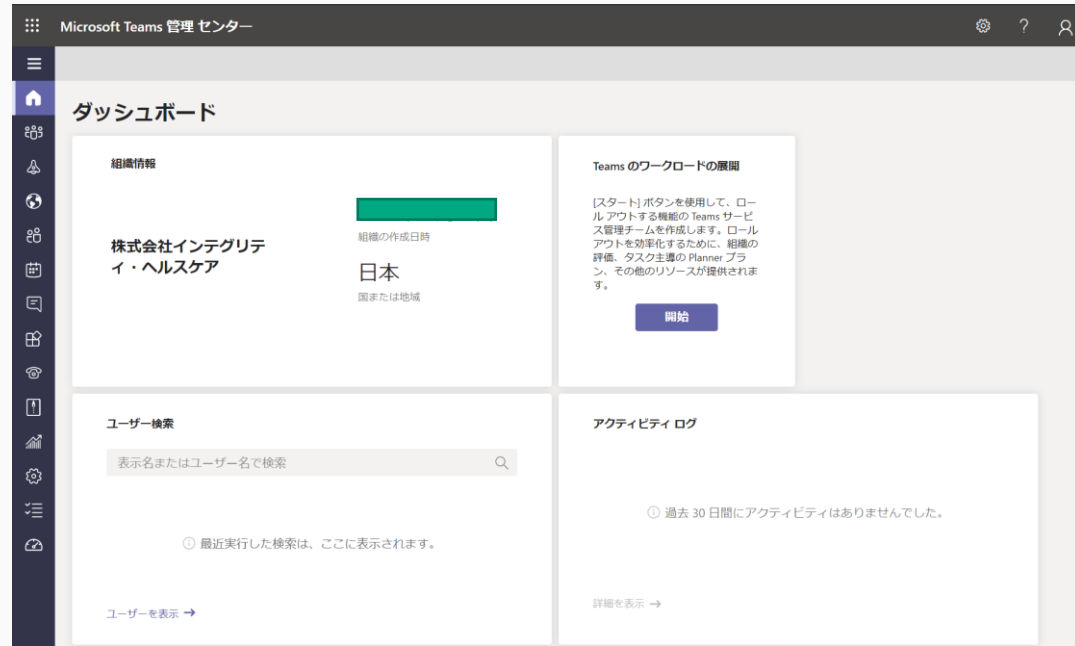 Microsoft Teams 管理 センター
ダッシュボード
組織情報
株式会社インテグリテ
ィ・ヘルスケア
組織の作成日時
日本
国または地域
Teams のワークロードの展開
[スタート] ボタンを使用して、ロー
ル アウトする機能の Teams サービ
ス管理チームを作成します。ロール
アウトを効率化するために、組織の
評価、タスク主導の Planner プラ
ン、その他のリソースが提供されま
す。
開始
ユーザー検索
表示名またはユーザー名で検索
最近実行した検索は、ここに表示されます。
ユーザーを表示
アクティビティ ログ
過去 30 日間にアクティビティはありませんでした。
詳細を表示